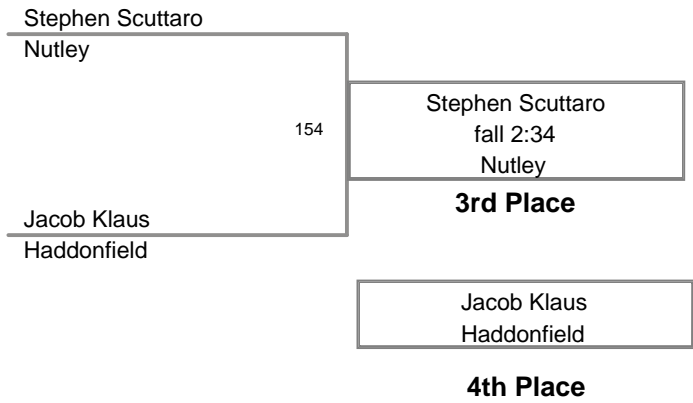 Stephen Scuttaro
Nutley
154
Stephen Scuttaro
fall 2:34
Nutley
3rd Place
Jacob Klaus
Haddonfield
Jacob Klaus
Haddonfield
4th Place